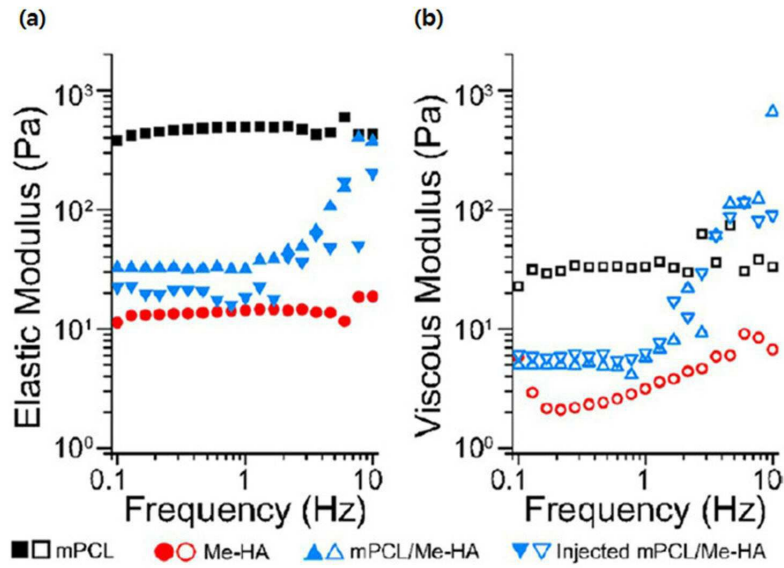 (a)
(b)
Elastic Modulus (Pa)
10³
10²
10¹
10⁰
0.1
1
10
Frequency (Hz)
Viscous Modulus (Pa)
10³
10²
10¹
10⁰
0.1
1
10
Frequency (Hz)
mPCL
Me-HA
mPCL/Me-HA
Injected mPCL/Me-HA